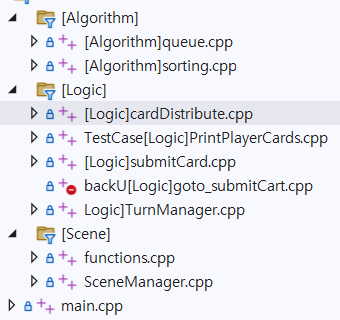 [Algorithm]
[Algorithm]queue.cpp
[Algorithm]sorting.cpp
[Logic]
[Logic]cardDistribute.cpp
TestCase[Logic]PrintPlayerCards.cpp
[Logic]submitCard.cpp
backU[Logic]goto_submitCart.cpp
Logic]TurnManager.cpp
[Scene]
functions.cpp
SceneManager.cpp
main.cpp